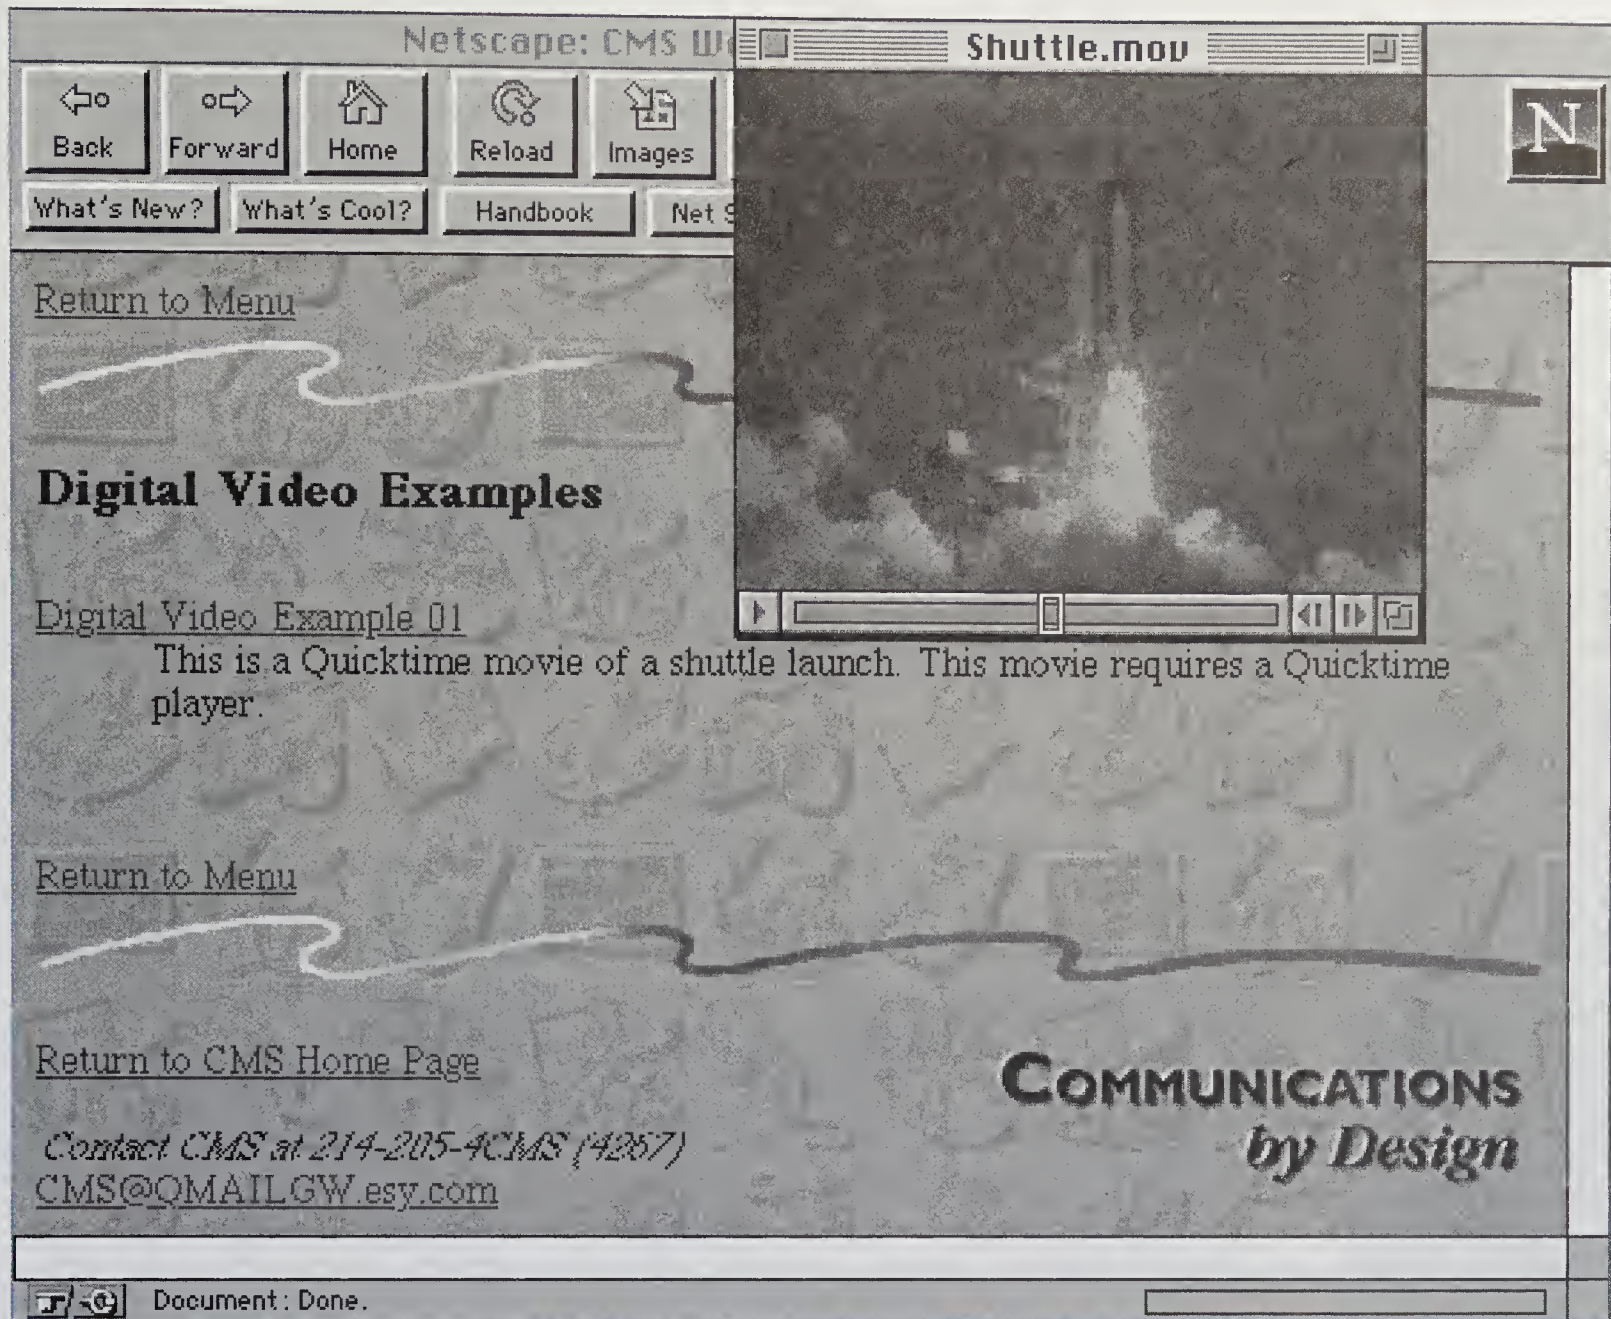 Netscape: CMS We
Shuttle.mov
Back
Forward
Home
Reload
Images
N
What's New?
What's Cool?
Handbook
Net S
Return to Menu
Digital Video Examples
Digital Video Example 01
This is a Quicktime movie of a shuttle launch. This movie requires a Quicktime
player.
Return to Menu
Return to CMS Home Page
COMMUNICATIONS
by Design
Contact CMS at 214-205-4CMS (4267)
CMS@QMAILGW.esy.com
Document: Done.